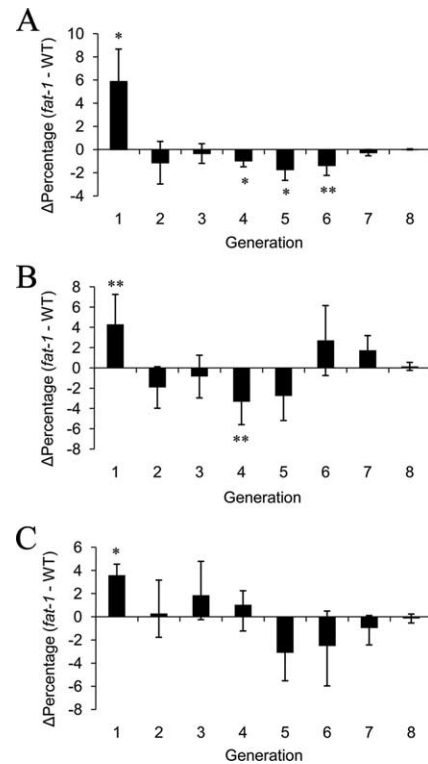 A
ΔPercentage (fat-1 - WT)
10
8
6
4
2
0
-2
-4
*
*
*
**
1 2 3 4 5 6 7 8
Generation
B
ΔPercentage (fat-1 - WT)
8
6
4
2
0
-2
-4
-6
-8
**
**
1 2 3 4 5 6 7 8
Generation
C
ΔPercentage (fat-1 - WT)
6
4
2
0
-2
-4
-6
-8
*
1 2 3 4 5 6 7 8
Generation